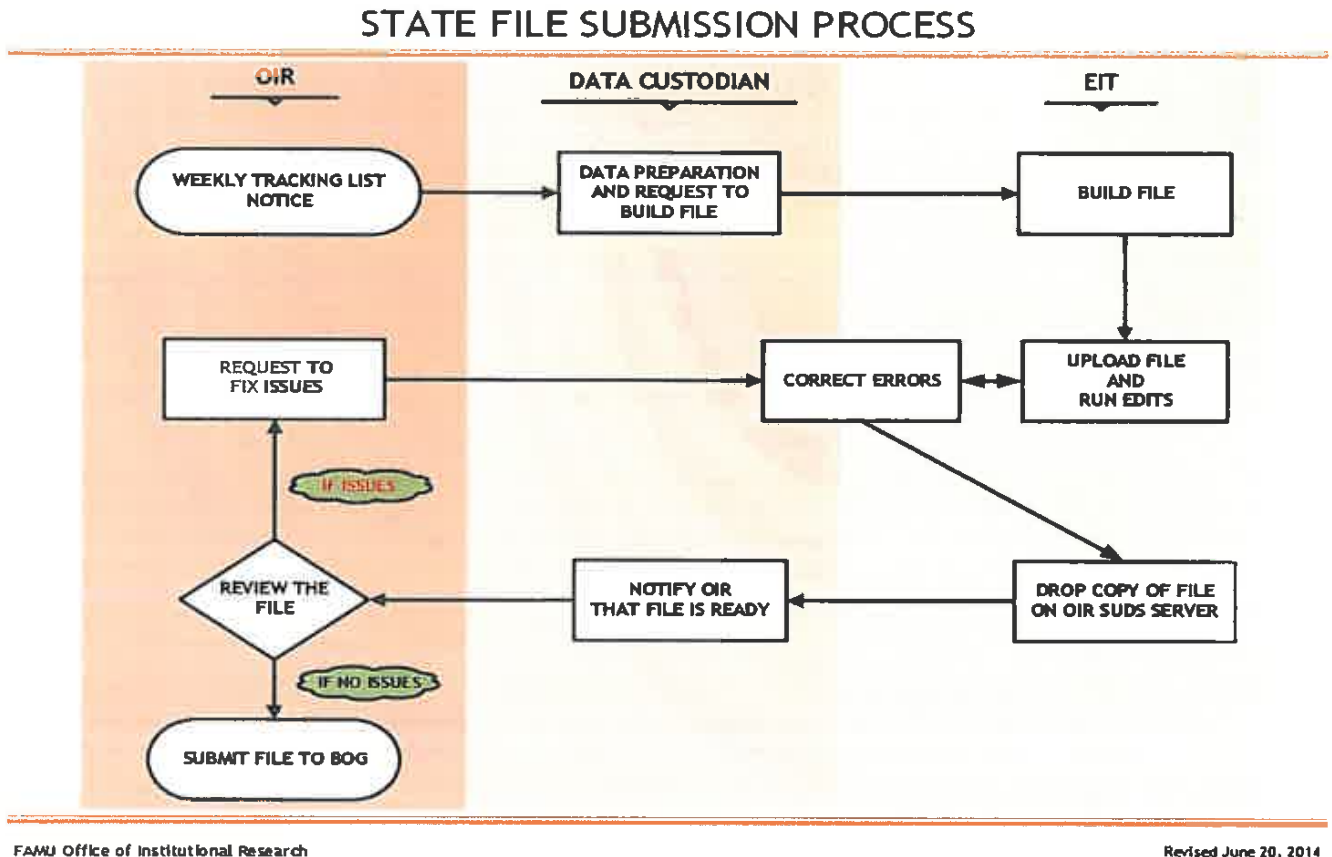 STATE FILE SUBMISSION PROCESS
OIR
DATA CUSTODIAN
EIT
WEEKLY TRACKING LIST
NOTICE
DATA PREPARATION
AND REQUEST TO
BUILD FILE
BUILD FILE
REQUEST TO
FIX ISSUES
CORRECT ERRORS
UPLOAD FILE
AND
RUN EDITS
IF ISSUES
REVIEW THE
FILE
NOTIFY OIR
THAT FILE IS READY
DROP COPY OF FILE
ON OIR SUDS SERVER
IF NO ISSUES
SUBMIT FILE TO BOG
FAMU Office of Institutional Research
Revised June 20, 2014